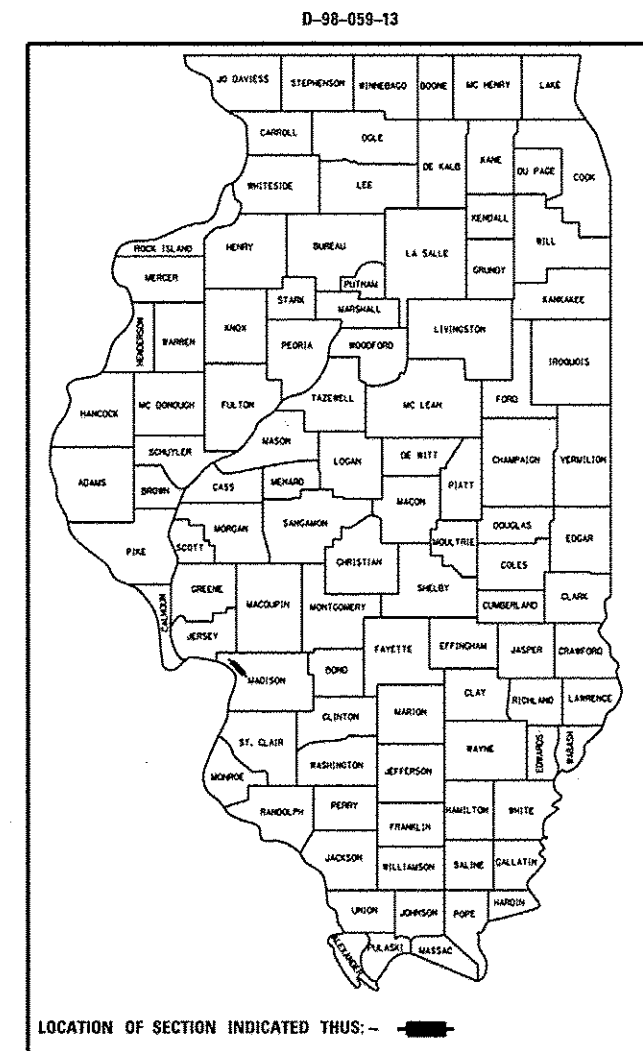 D-98-059-13
JO DAVIESS STEPHENSON WINNEBAGO BOONE MC HENRY LAKE
CARROLL OGLE DE KALB KANE DU PAGE COOK
WHITESIDE LEE
KENDALL
ROCK ISLAND HENRY BUREAU LA SALLE GRUNDY WILL
MERCER PUTNAM
STARK MARSHALL KANKAKEE
HENDERSON WARREN KNOX PEORIA WOODFORD LIVINGSTON IROQUOIS
HANCOCK MC DONOUGH FULTON TAZEWELL MC LEAN FORD
MASON
SCHUYLER LOGAN DE WITT CHAMPAIGN VERMILION
ADAMS BROWN CASS MENARD PIATT
MACON
MORGAN SANGAMON DOUGLAS
PIKE SCOTT CHRISTIAN MOULTRIE EDGAR
COLES
GREENE MACOUPIN MONTGOMERY SHELBY CUMBERLAND CLARK
CALHOUN
JERSEY FAYETTE EFFINGHAM JASPER CRAWFORD
BOND
MADISON CLAY RICHLAND LAWRENCE
CLINTON MARION
ST. CLAIR WAYNE EDWARDS WABASH
WASHINGTON JEFFERSON
MONROE
RANDOLPH PERRY HAMILTON WHITE
FRANKLIN
JACKSON WILLIAMSON SALINE GALLATIN
UNION JOHNSON POPE HARDIN
ALEXANDER PULASKI MASSAC
LOCATION OF SECTION INDICATED THUS: -